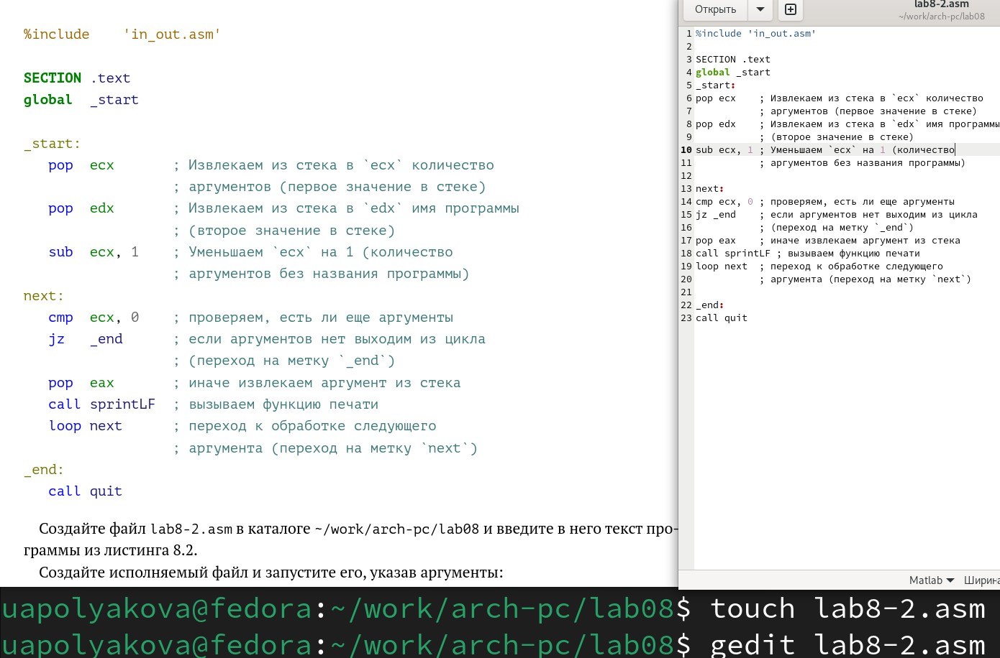 %include    'in_out.asm'
SECTION .text
global  _start
_start:
   pop  ecx       ; Извлекаем из стека в `ecx` количество
                  ; аргументов (первое значение в стеке)
   pop  edx       ; Извлекаем из стека в `edx` имя программы
                  ; (второе значение в стеке)
   sub  ecx, 1    ; Уменьшаем `ecx` на 1 (количество
                  ; аргументов без названия программы)
next:
   cmp  ecx, 0    ; проверяем, есть ли еще аргументы
   jz   _end      ; если аргументов нет выходим из цикла
                  ; (переход на метку `_end`)
   pop  eax       ; иначе извлекаем аргумент из стека
   call sprintLF  ; вызываем функцию печати
   loop next      ; переход к обработке следующего
                  ; аргумента (переход на метку `next`)
_end:
   call quit
Создайте файл lab8-2.asm в каталоге ~/work/arch-pc/lab08 и введите в него текст про-
граммы из листинга 8.2.
Создайте исполняемый файл и запустите его, указав аргументы:
Открыть
lab8-2.asm
~/work/arch-pc/lab08
1 %include 'in_out.asm'
2
3 SECTION .text
4 global _start
5 _start:
6 pop ecx    ; Извлекаем из стека в `ecx` количество
7            ; аргументов (первое значение в стеке)
8 pop edx    ; Извлекаем из стека в `edx` имя программы
9            ; (второе значение в стеке)
10 sub ecx, 1 ; Уменьшаем `ecx` на 1 (количество
11            ; аргументов без названия программы)
12
13 next:
14 cmp ecx, 0 ; проверяем, есть ли еще аргументы
15 jz _end    ; если аргументов нет выходим из цикла
16            ; (переход на метку `_end`)
17 pop eax    ; иначе извлекаем аргумент из стека
18 call sprintLF ; вызываем функцию печати
19 loop next  ; переход к обработке следующего
20            ; аргумента (переход на метку `next`)
21
22 _end:
23 call quit
Matlab Ширина
uapolyakova@fedora:~/work/arch-pc/lab08$ touch lab8-2.asm
uapolyakova@fedora:~/work/arch-pc/lab08$ gedit lab8-2.asm